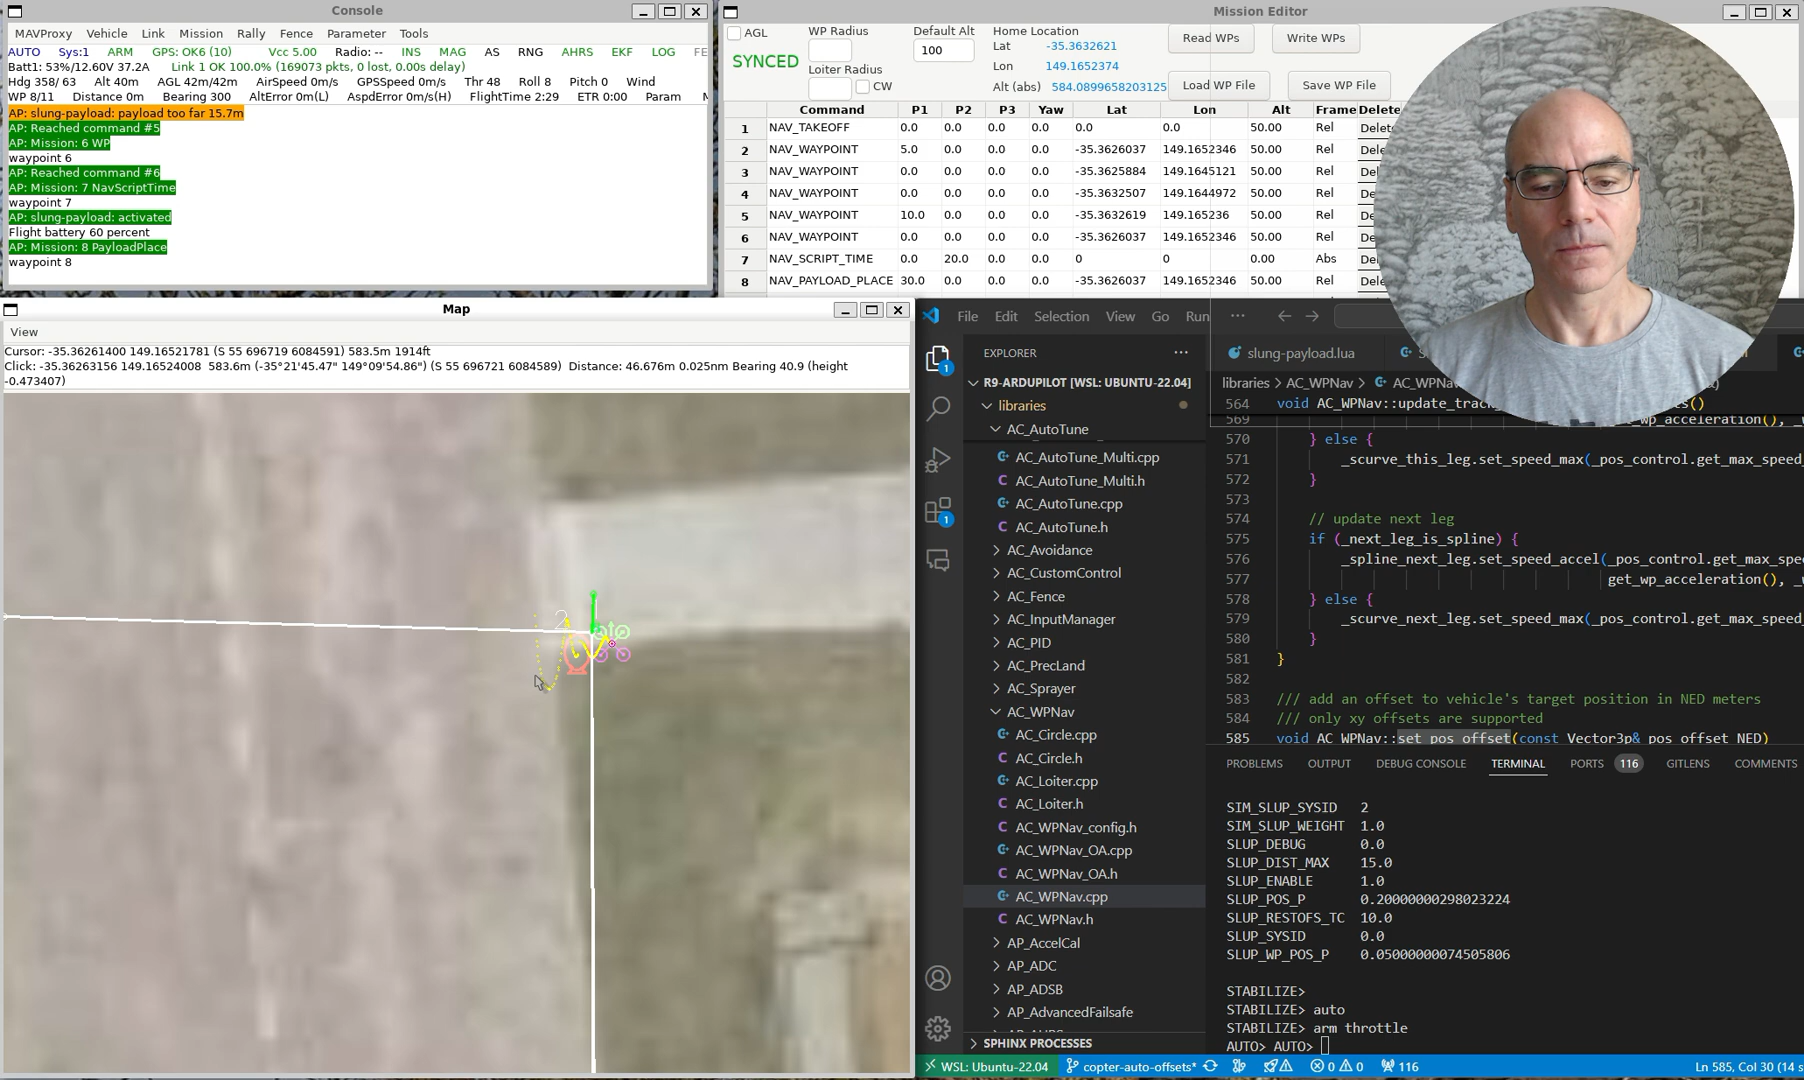 Console
MAVProxy Vehicle Link Mission Rally Fence Parameter Tools
AUTO Sys:1 ARM GPS: OK6 (10) Vcc 5.00 Radio: -- INS MAG AS RNG AHRS EKF LOG FE
Batt1: 53%/12.60V 37.2A Link 1 OK 100.0% (169073 pkts, 0 lost, 0.00s delay)
Hdg 358/ 63 Alt 40m AGL 42m/42m AirSpeed 0m/s GPSSpeed 0m/s Thr 48 Roll 8 Pitch 0 Wind
WP 8/11 Distance 0m Bearing 300 AltError 0m(L) AspdError 0m/s(H) FlightTime 2:29 ETR 0:00 Param
AP: slung-payload: payload too far 15.7m
AP: Reached command #5
AP: Mission: 6 WP
waypoint 6
AP: Reached command #6
AP: Mission: 7 NavScriptTime
waypoint 7
AP: slung-payload: activated
Flight battery 60 percent
AP: Mission: 8 PayloadPlace
waypoint 8
Mission Editor
AGL WP Radius Default Alt Home Location Read WPs Write WPs
SYNCED 100 Lat -35.3632621
Loiter Radius Lon 149.1652374
CW Alt (abs) 584.0899658203125 Load WP File Save WP File
Command P1 P2 P3 Yaw Lat Lon Alt Frame Delete
1 NAV_TAKEOFF 0.0 0.0 0.0 0.0 0.0 0.0 50.00 Rel Delet
2 NAV_WAYPOINT 5.0 0.0 0.0 0.0 -35.3626037 149.1652346 50.00 Rel Del
3 NAV_WAYPOINT 0.0 0.0 0.0 0.0 -35.3625884 149.1645121 50.00 Rel Del
4 NAV_WAYPOINT 0.0 0.0 0.0 0.0 -35.3632507 149.1644972 50.00 Rel Del
5 NAV_WAYPOINT 10.0 0.0 0.0 0.0 -35.3632619 149.165236 50.00 Rel Del
6 NAV_WAYPOINT 0.0 0.0 0.0 0.0 -35.3626037 149.1652346 50.00 Rel Del
7 NAV_SCRIPT_TIME 0.0 20.0 0.0 0.0 0 0 0.00 Abs Del
8 NAV_PAYLOAD_PLACE 30.0 0.0 0.0 0.0 -35.3626037 149.1652346 50.00 Rel Dele
Map
View
Cursor: -35.36261400 149.16521781 (S 55 696719 6084591) 583.5m 1914ft
Click: -35.36263156 149.16524008 583.6m (-35°21'45.47" 149°09'54.86") (S 55 696721 6084589) Distance: 46.676m 0.025nm Bearing 40.9 (height
-0.473407)
2
File Edit Selection View Go Run ···
EXPLORER ···
R9-ARDUPILOT [WSL: UBUNTU-22.04]
libraries
AC_AutoTune
AC_AutoTune_Multi.cpp
AC_AutoTune_Multi.h
AC_AutoTune.cpp
AC_AutoTune.h
AC_Avoidance
AC_CustomControl
AC_Fence
AC_InputManager
AC_PID
AC_PrecLand
AC_Sprayer
AC_WPNav
AC_Circle.cpp
AC_Circle.h
AC_Loiter.cpp
AC_Loiter.h
AC_WPNav_config.h
AC_WPNav_OA.cpp
AC_WPNav_OA.h
AC_WPNav.cpp
AC_WPNav.h
AP_AccelCal
AP_ADC
AP_ADSB
AP_AdvancedFailsafe
SPHINX PROCESSES
1
1
slung-payload.lua
libraries > AC_WPNav > AC_WPNa
564 void AC_WPNav::update_track_
569 _wp_acceleration(),
570 } else {
571 _scurve_this_leg.set_speed_max(_pos_control.get_max_speed_
572 }
573
574 // update next leg
575 if (_next_leg_is_spline) {
576 _spline_next_leg.set_speed_accel(_pos_control.get_max_spee
577 get_wp_acceleration(),
578 } else {
579 _scurve_next_leg.set_speed_max(_pos_control.get_max_speed_
580 }
581 }
582
583 /// add an offset to vehicle's target position in NED meters
584 /// only xy offsets are supported
585 void AC_WPNav::set_pos_offset(const Vector3p& pos_offset_NED)
PROBLEMS OUTPUT DEBUG CONSOLE TERMINAL PORTS 116 GITLENS COMMENTS
SIM_SLUP_SYSID 2
SIM_SLUP_WEIGHT 1.0
SLUP_DEBUG 0.0
SLUP_DIST_MAX 15.0
SLUP_ENABLE 1.0
SLUP_POS_P 0.20000000298023224
SLUP_RESTOFS_TC 10.0
SLUP_SYSID 0.0
SLUP_WP_POS_P 0.05000000074505806
STABILIZE>
STABILIZE> auto
STABILIZE> arm throttle
AUTO> AUTO>
WSL: Ubuntu-22.04 copter-auto-offsets* 0 0 116 Ln 585, Col 30 (14 s